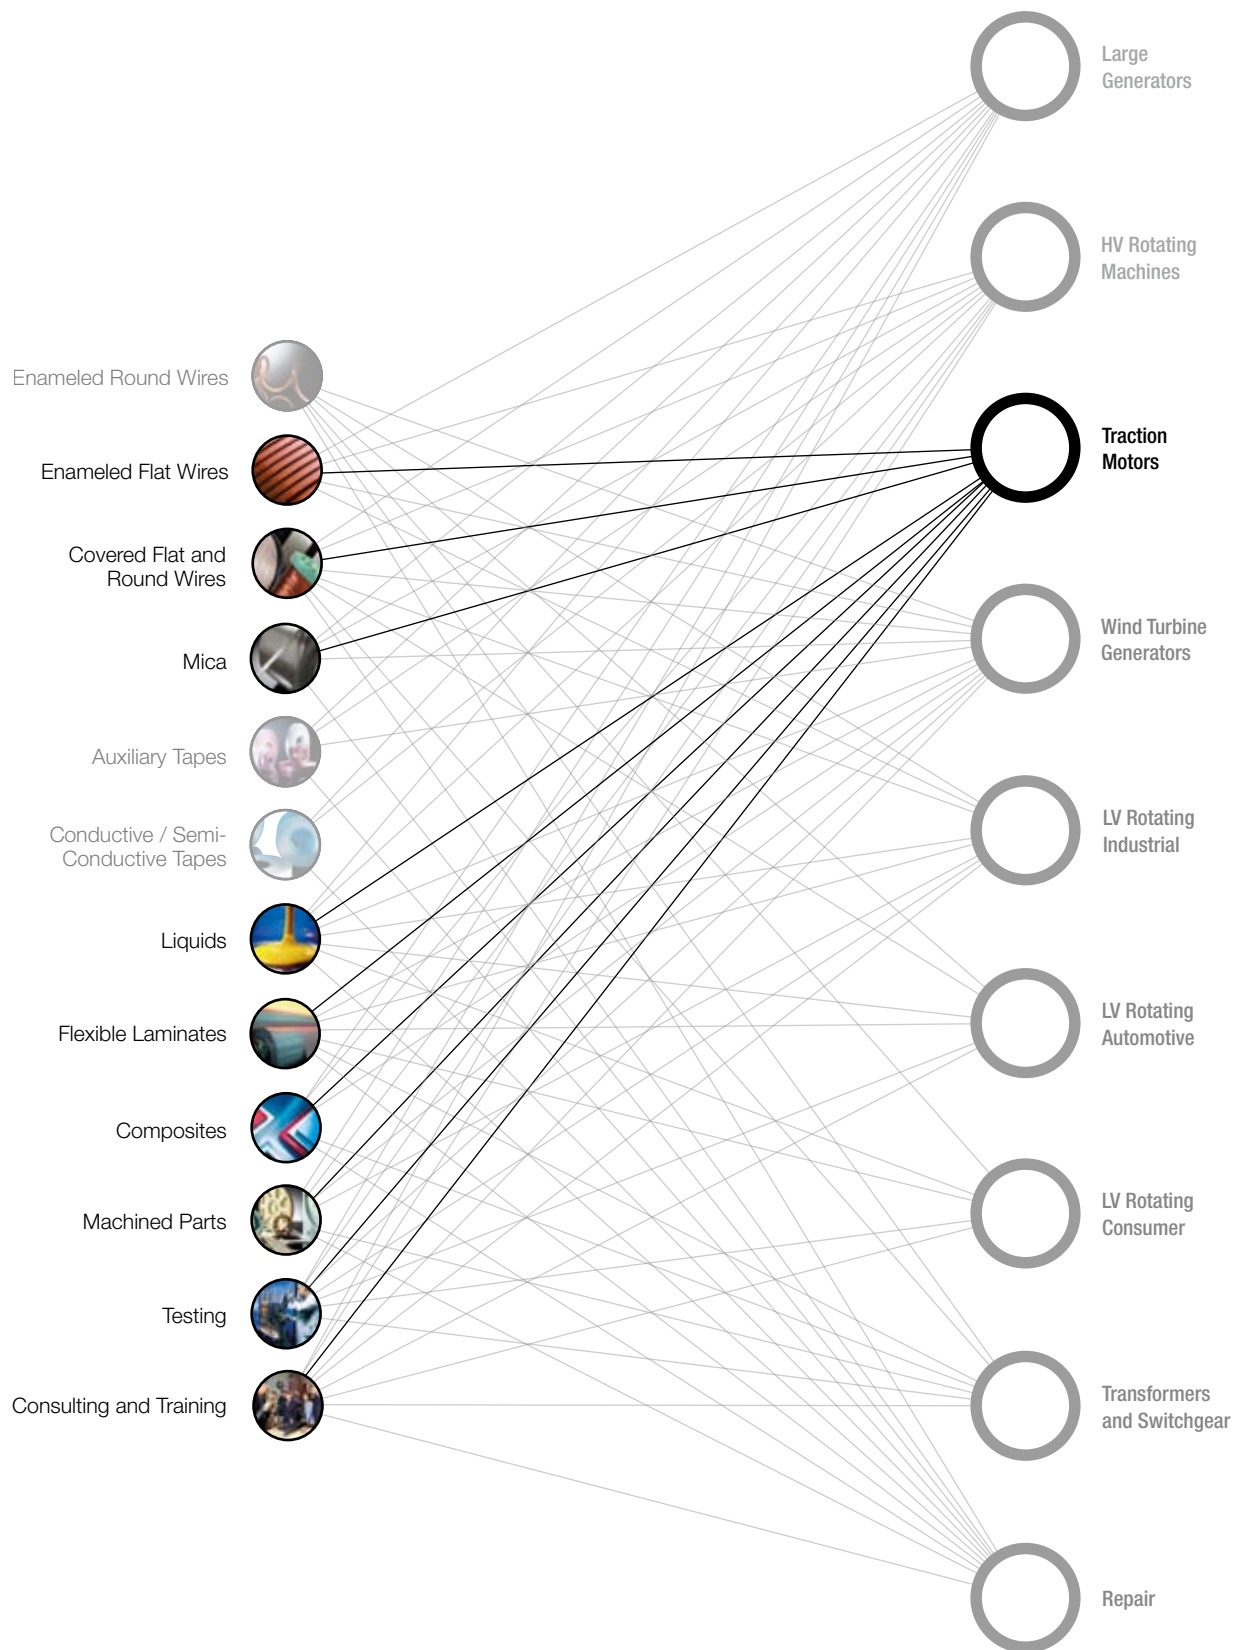 Large
Generators
HV Rotating
Machines
Enameled Round Wires
Traction
Motors
Enameled Flat Wires
Covered Flat and
Round Wires
Wind Turbine
Generators
Mica
Auxiliary Tapes
LV Rotating
Industrial
Conductive / Semi-
Conductive Tapes
Liquids
LV Rotating
Automotive
Flexible Laminates
Composites
LV Rotating
Consumer
Machined Parts
Testing
Transformers
and Switchgear
Consulting and Training
Repair